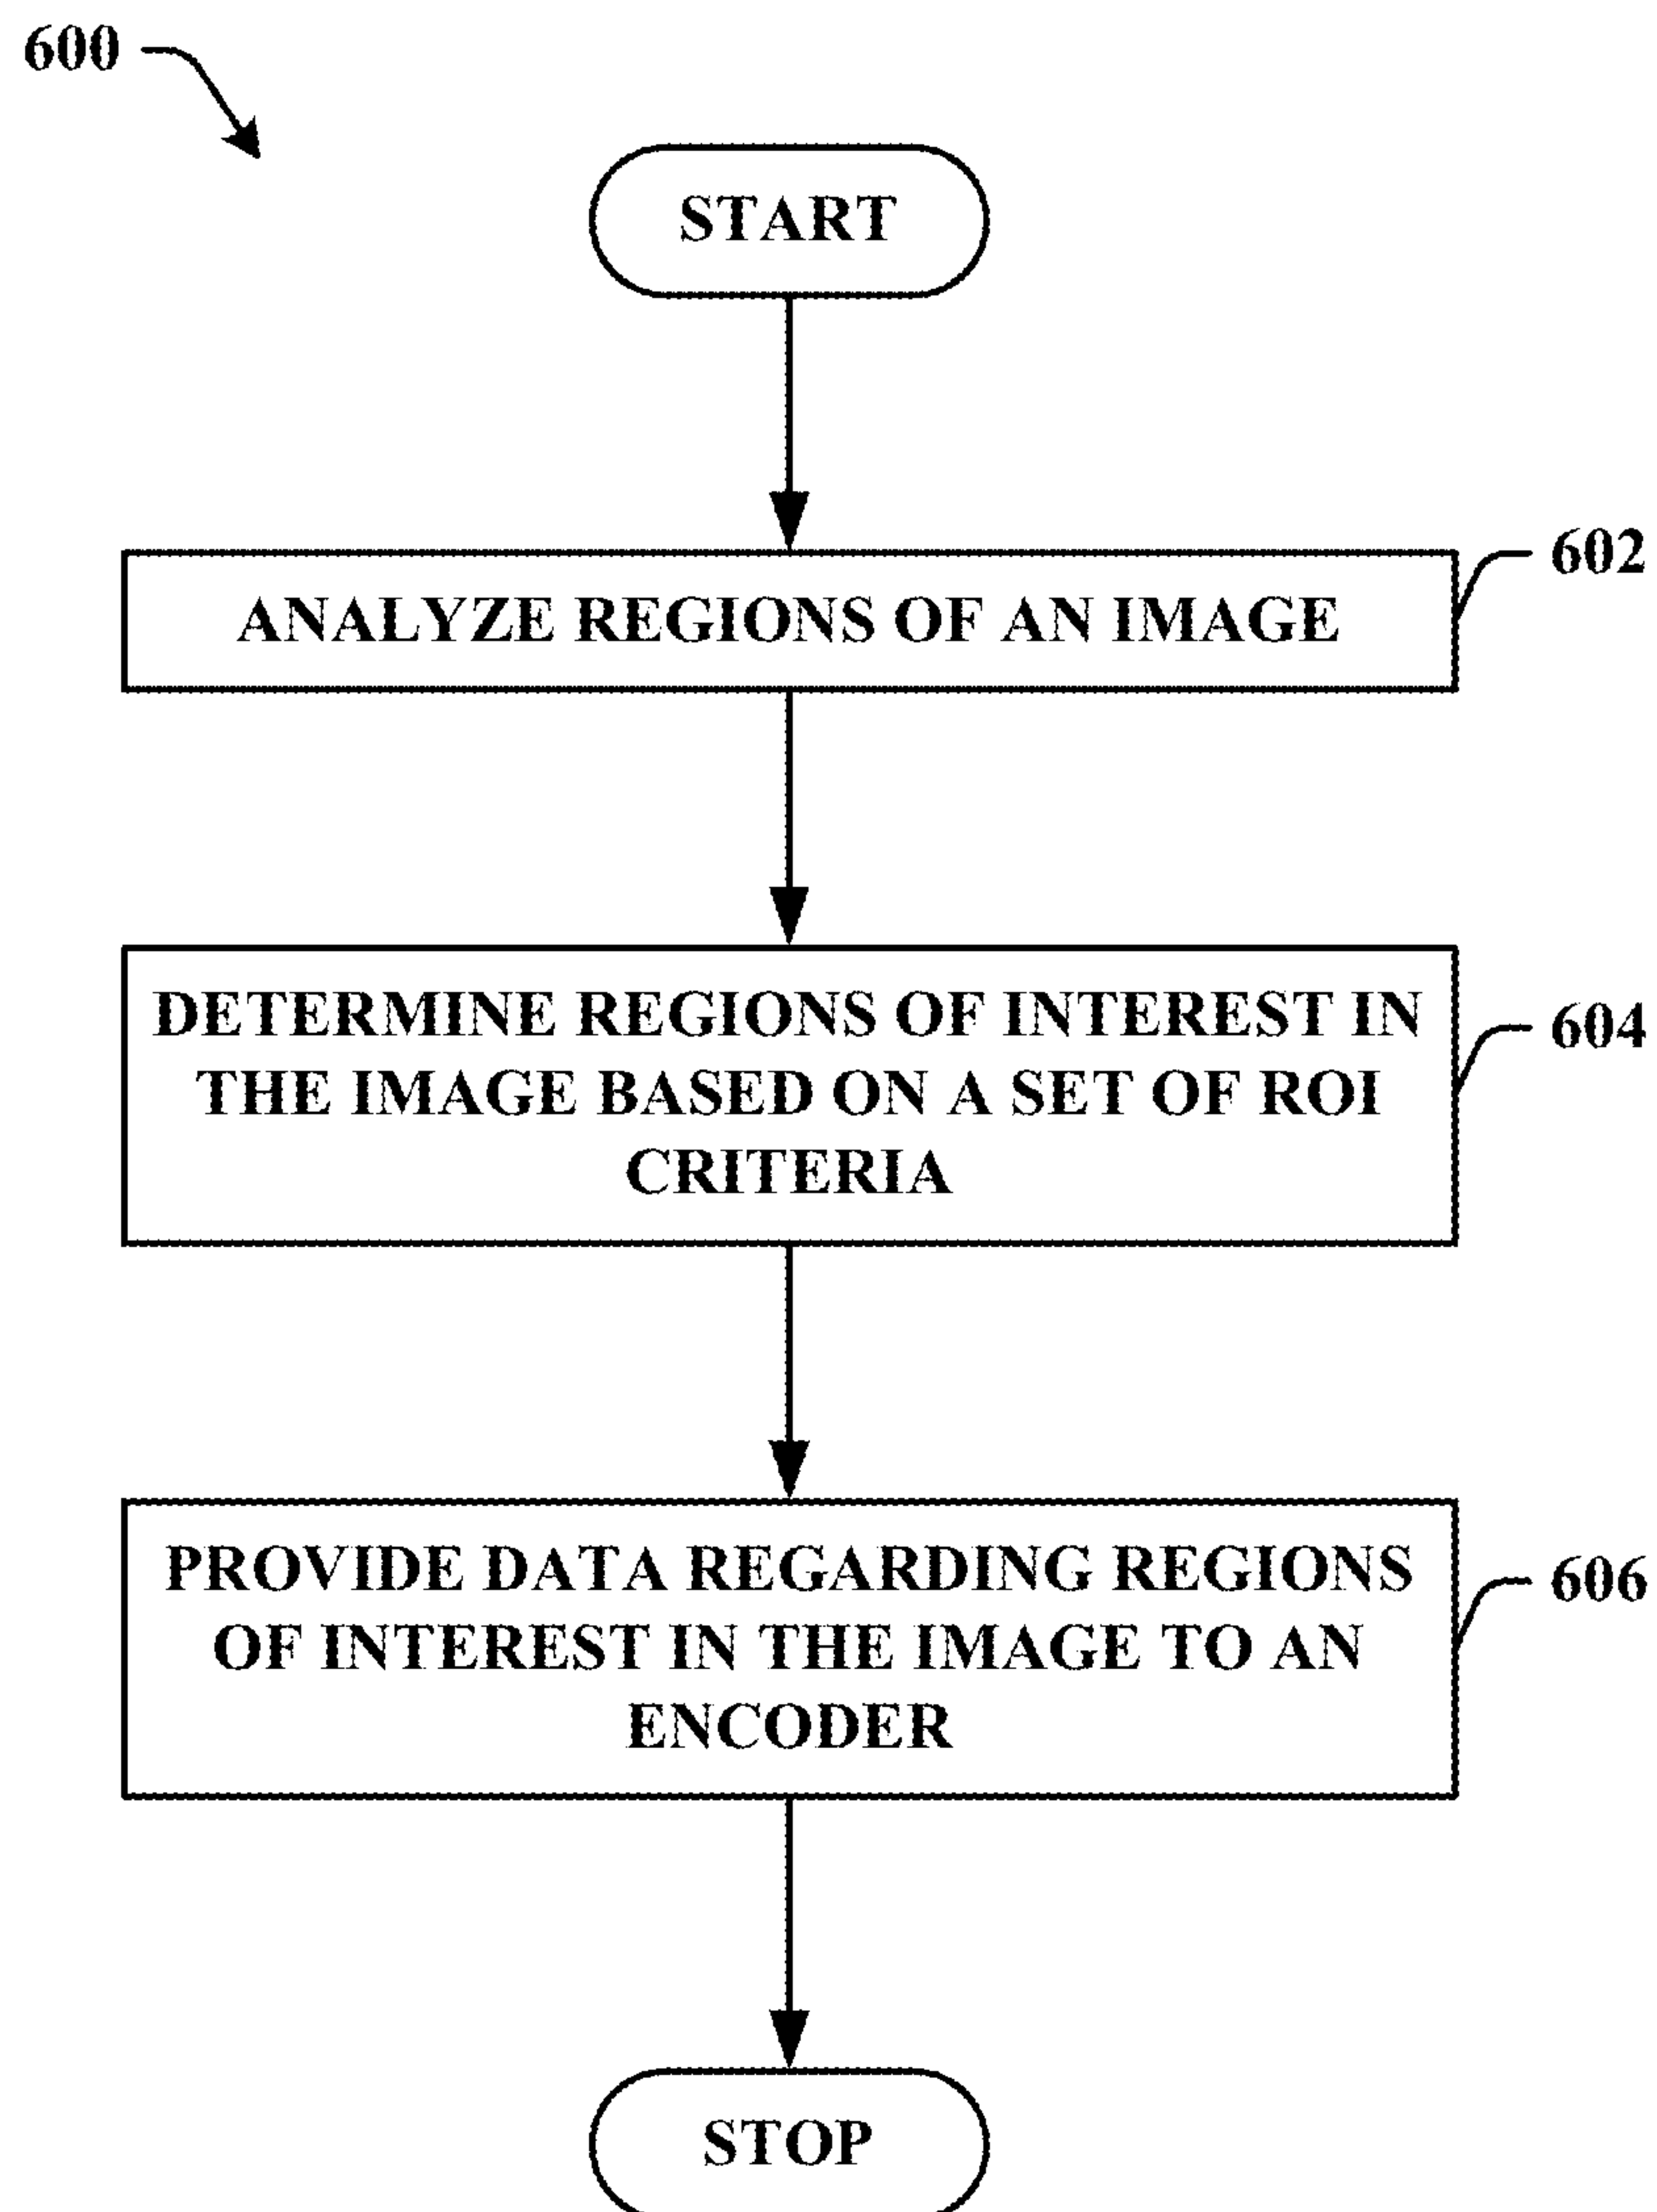 600
START
ANALYZE REGIONS OF AN IMAGE
602
DETERMINE REGIONS OF INTEREST IN
THE IMAGE BASED ON A SET OF ROI
CRITERIA
604
PROVIDE DATA REGARDING REGIONS
OF INTEREST IN THE IMAGE TO AN
ENCODER
606
STOP